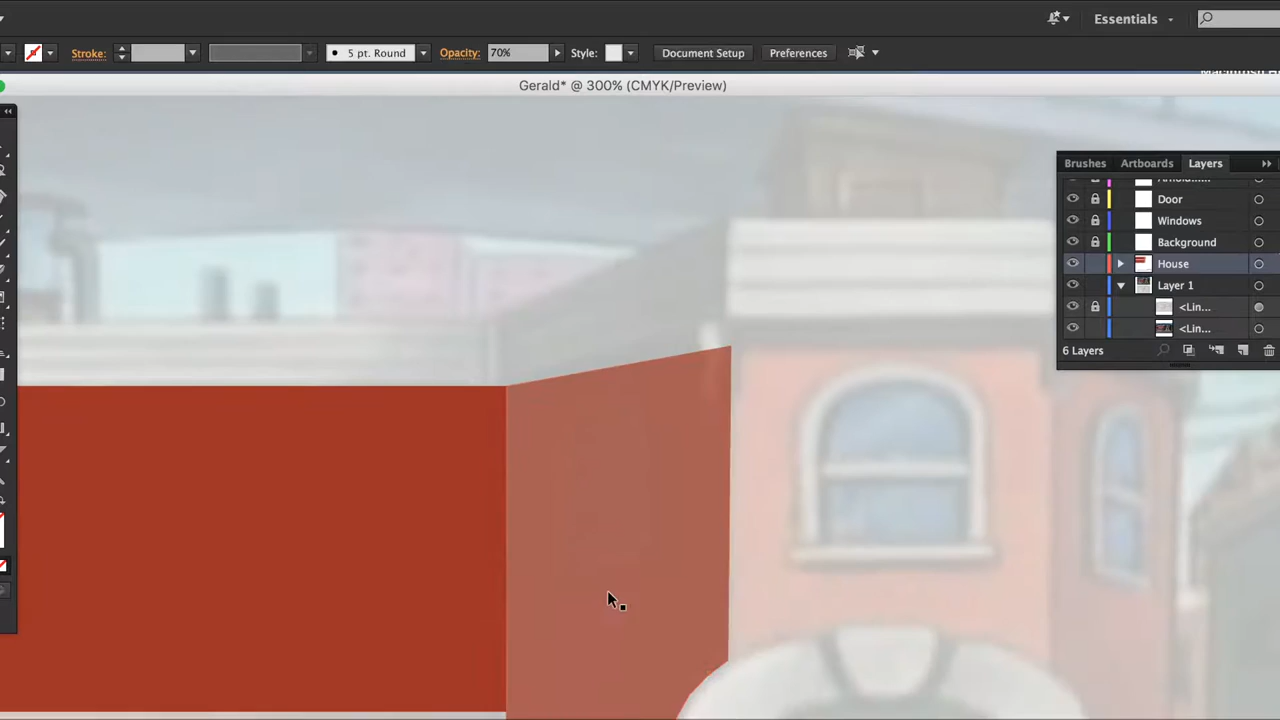 Essentials
Stroke:
5 pt. Round
Opacity: 70%
Style:
Document Setup
Preferences
Gerald* @ 300% (CMYK/Preview)
Brushes Artboards Layers
Door
Windows
Background
House
Layer 1
<Lin...
<Lin...
6 Layers